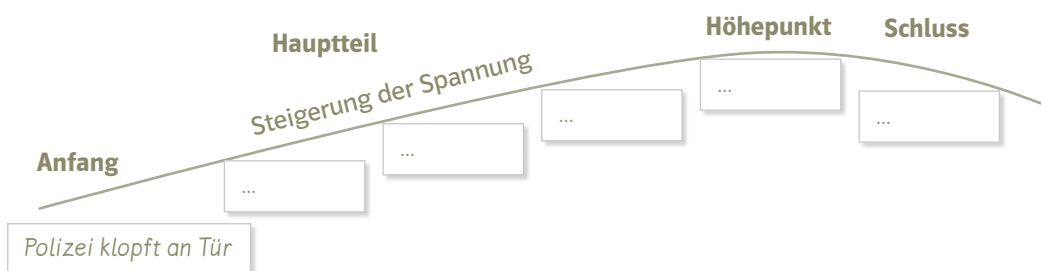 Höhepunkt
Schluss
Hauptteil
Steigerung der Spannung
...
...
...
...
...
Anfang
Polizei klopft an Tür